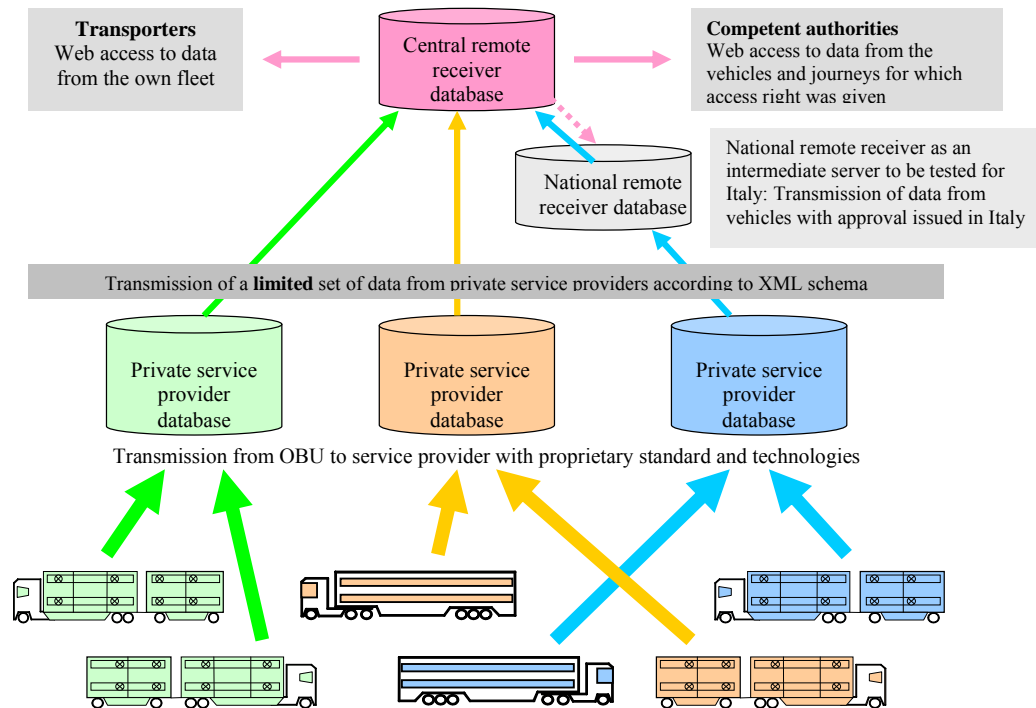 Transporters
Web access to data
from the own fleet
Central remote
receiver
database
Competent authorities
Web access to data from the
vehicles and journeys for which
access right was given
National remote
receiver database
National remote receiver as an
intermediate server to be tested for
Italy: Transmission of data from
vehicles with approval issued in Italy
Transmission of a limited set of data from private service providers according to XML schema
Private service
provider
database
Private service
provider
database
Private service
provider
database
Transmission from OBU to service provider with proprietary standard and technologies